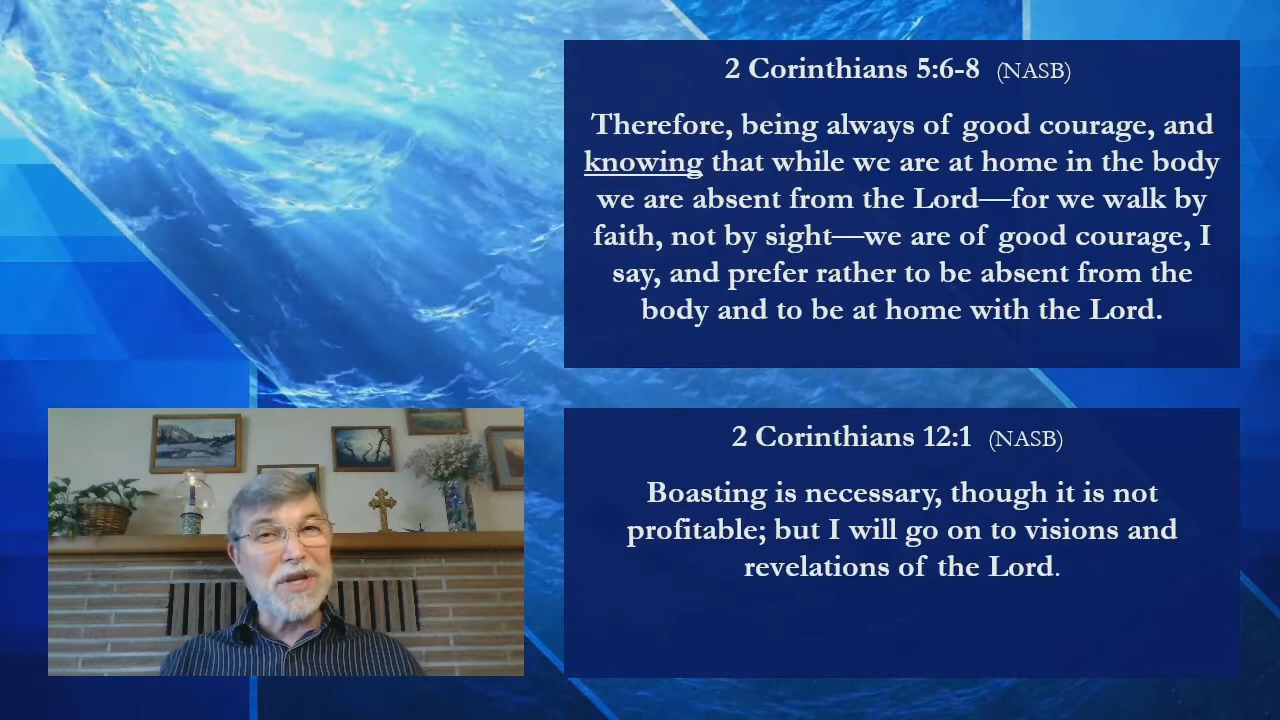 2 Corinthians 5:6-8 (NASB)
Therefore, being always of good courage, and
knowing that while we are at home in the body
we are absent from the Lord—for we walk by
faith, not by sight—we are of good courage, I
say, and prefer rather to be absent from the
body and to be at home with the Lord.
2 Corinthians 12:1 (NASB)
Boasting is necessary, though it is not
profitable; but I will go on to visions and
revelations of the Lord.